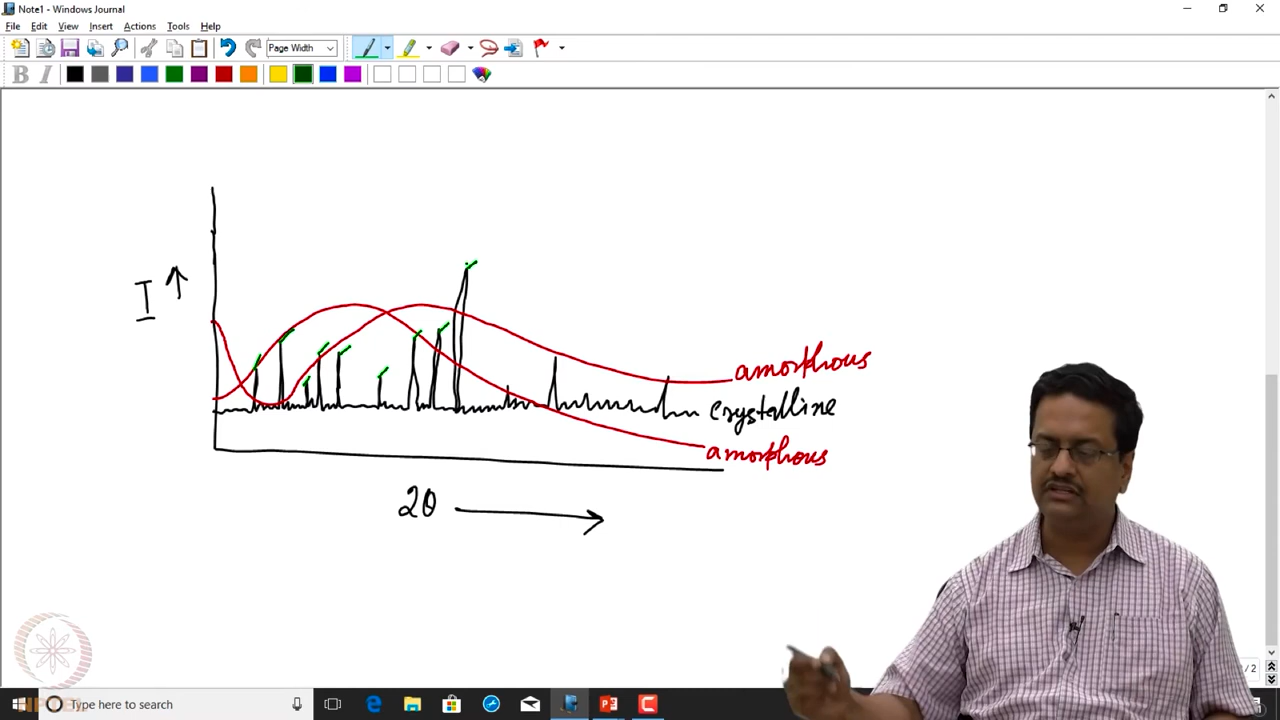 Note1 - Windows Journal
File Edit View Insert Actions Tools Help
Page Width
B I
I ↑
amorphous
crystalline
amorphous
2θ
Type here to search